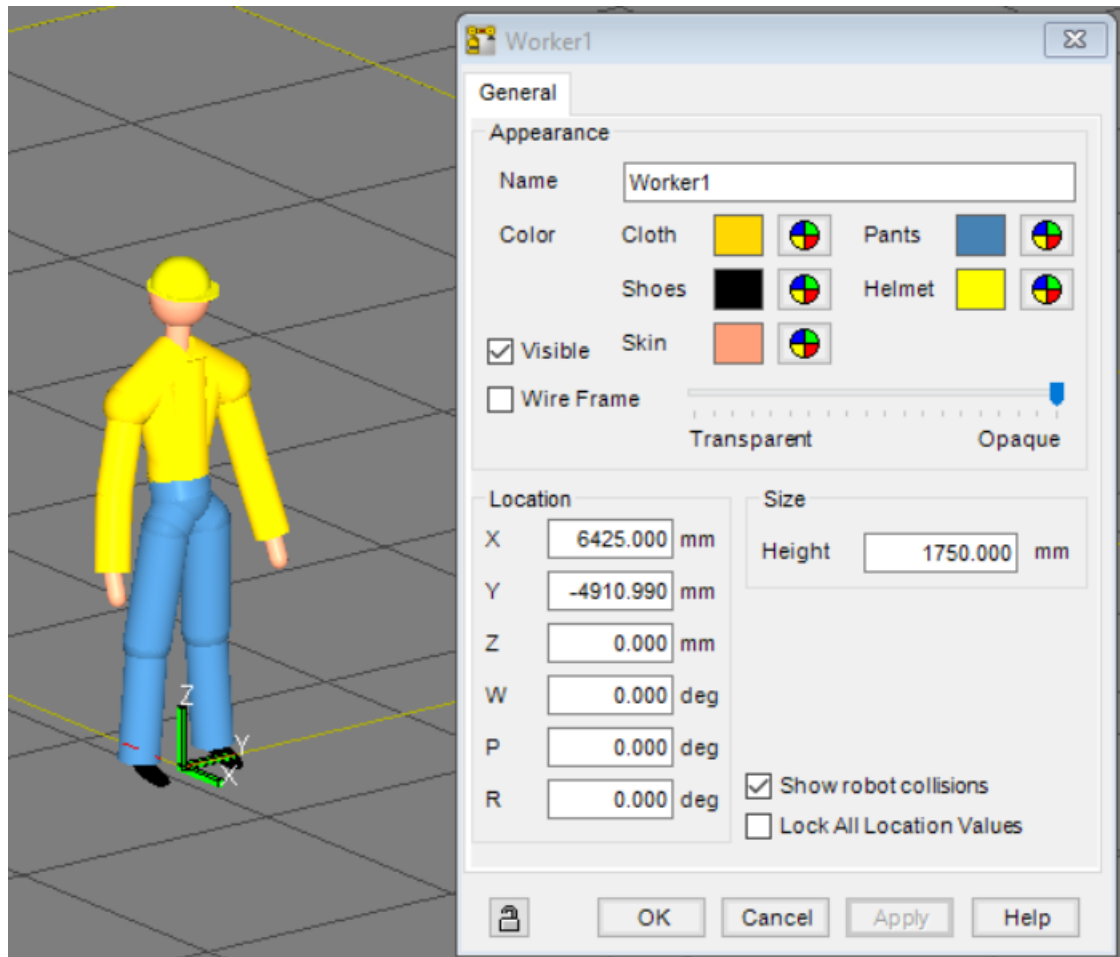 Worker1
General
Appearance
Name Worker1
Color Cloth Pants
Shoes Helmet
Visible Skin
Wire Frame
Transparent Opaque
Location Size
X 6425.000 mm Height 1750.000 mm
Y -4910.990 mm
Z 0.000 mm
W 0.000 deg
P 0.000 deg
R 0.000 deg
Show robot collisions
Lock All Location Values
OK Cancel Apply Help
Z
Y
X